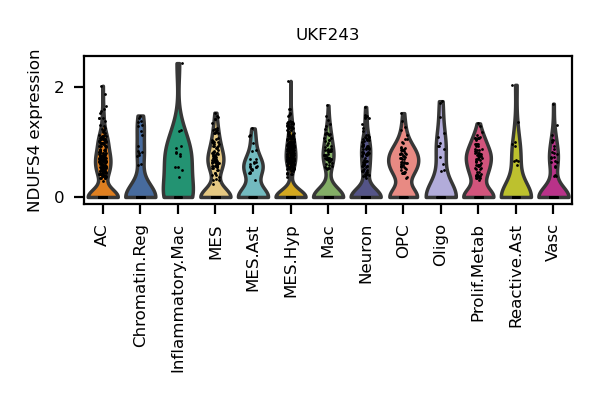 UKF243
NDUFS4 expression
2
0
AC
Chromatin.Reg
Inflammatory.Mac
MES
MES.Ast
MES.Hyp
Mac
Neuron
OPC
Oligo
Prolif.Metab
Reactive.Ast
Vasc